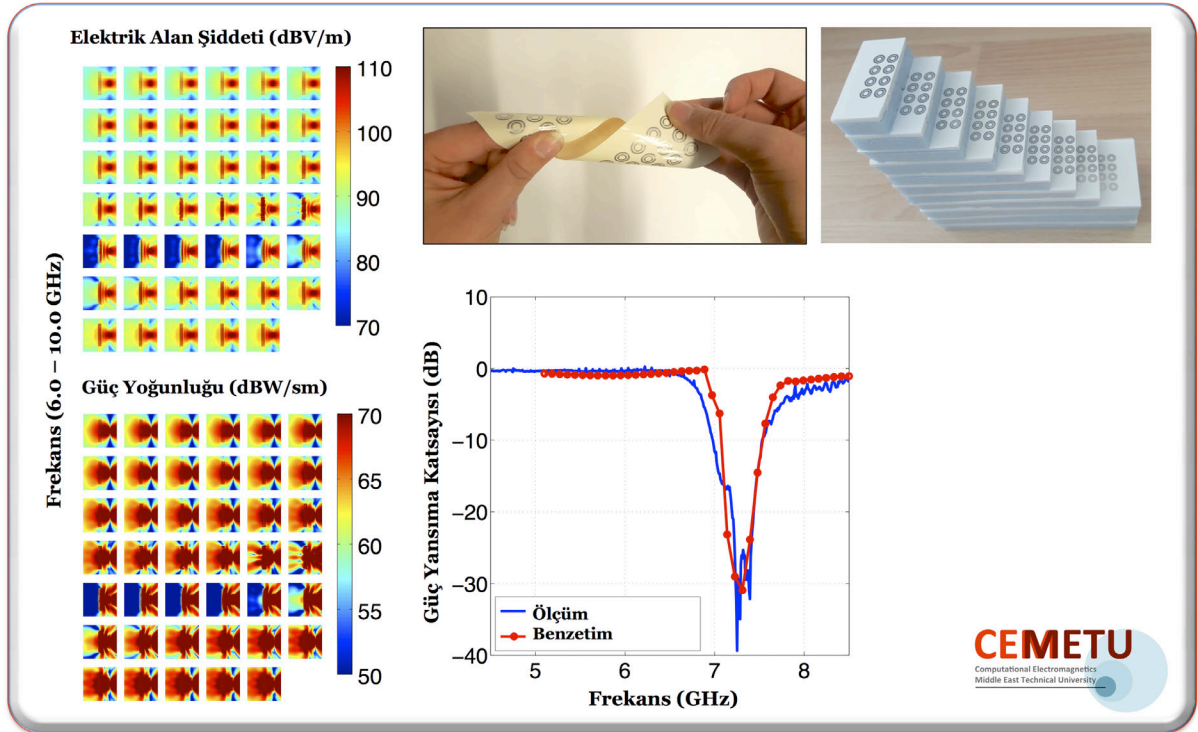 Elektrik Alan Şiddeti (dBV/m)
110
100
90
80
70
Frekans (6.0 – 10.0 GHz)
Güç Yoğunluğu (dBW/sm)
70
65
60
55
50
Güç Yansıma Katsayısı (dB)
10
0
−10
−20
−30
−40
5
6
7
8
Frekans (GHz)
Ölçüm
Benzetim
CEMETU
Computational Electromagnetics
Middle East Technical University